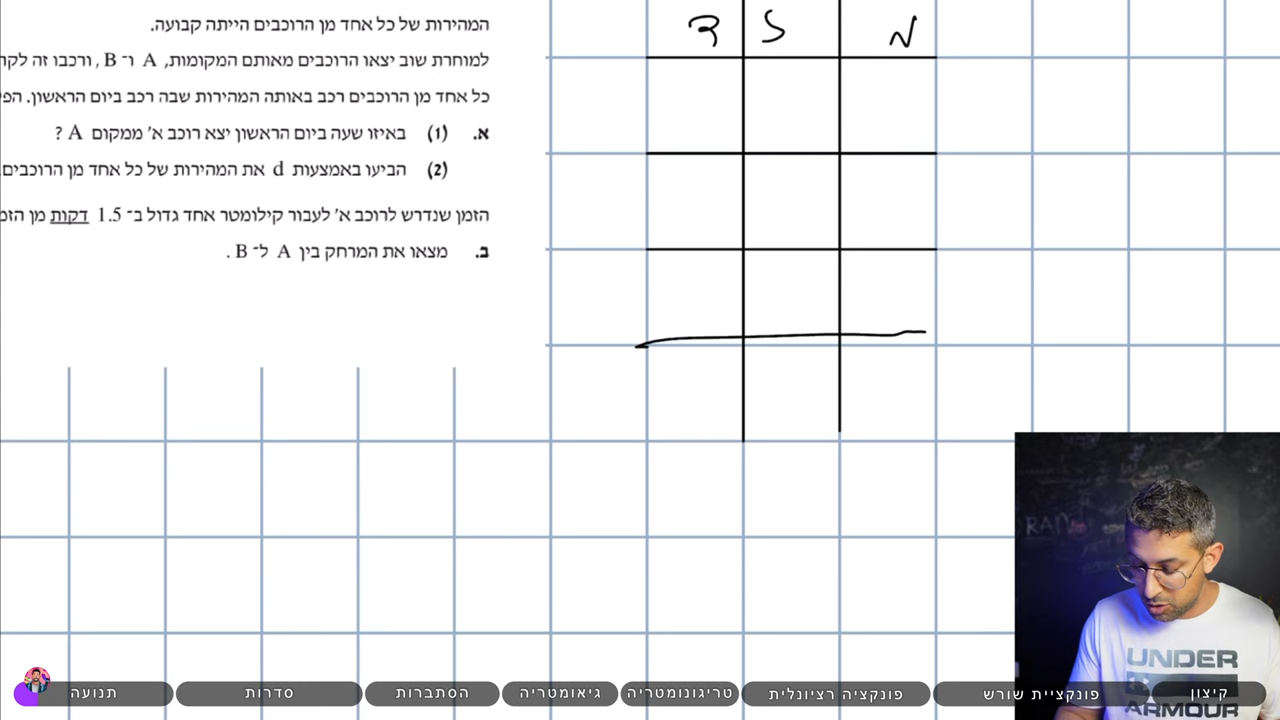 המהירות של כל אחד מן הרוכבים הייתה קבועה.
למוחרת שוב יצאו הרוכבים מאותם המקומות, A ו־ B, ורכבו זה לקר
כל אחד מן הרוכבים רכב באותה המהירות שבה רכב ביום הראשון. הפ
א. (1) באיזו שעה ביום הראשון יצא רוכב א' ממקום A ?
(2) הביעו באמצעות d את המהירות של כל אחד מן הרוכבים
הזמן שנדרש לרוכב א' לעבור קילומטר אחד גדול ב־ 1.5 דקות מן הזמ
ב. מצאו את המרחק בין A ל־ B .
מ ז ד
RAN
UNDER
ARMOUR
תנועה סדרות הסתברות גיאומטריה טריגונומטריה פונקציה רציונלית פונקציית שורש קיצון